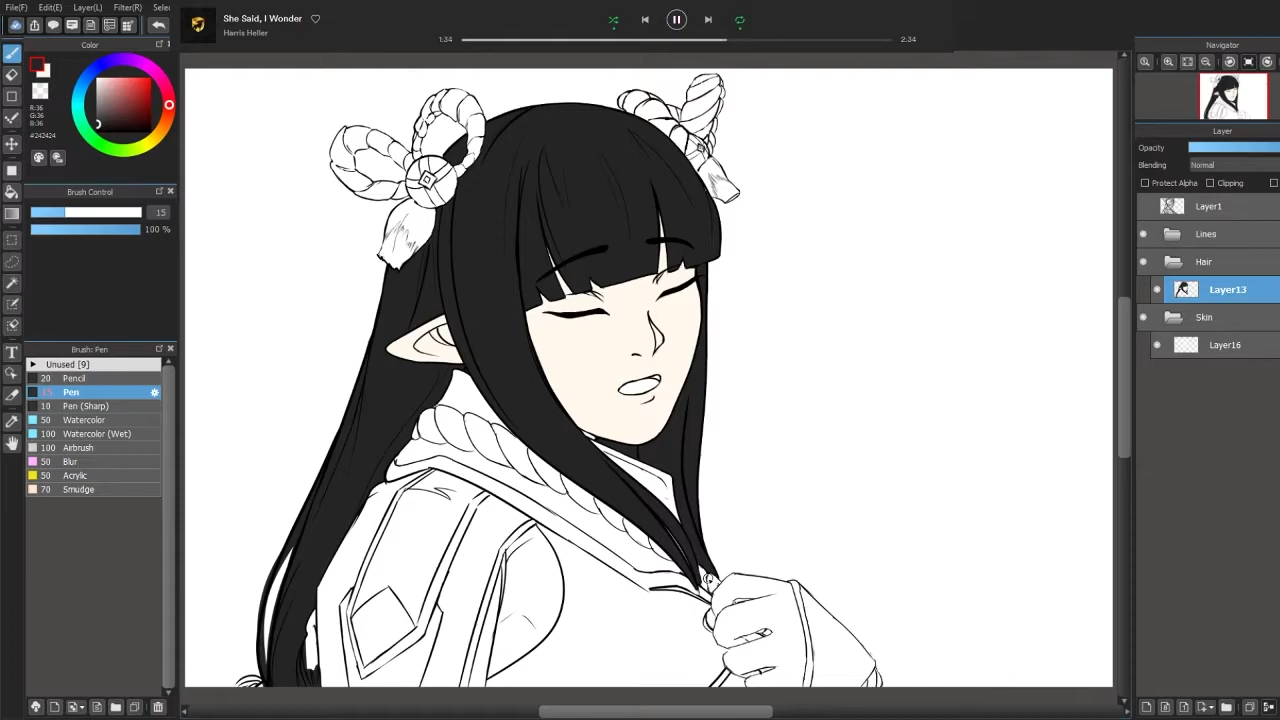 File(F) Edit(E) Layer(L) Filter(R) Selec
She Said, I Wonder
Harris Heller
1:34 2:34
Color
R:36
G:36
B:36
#242424
Brush Control
15
100 %
Brush: Pen
Unused [9]
20 Pencil
15 Pen
10 Pen (Sharp)
50 Watercolor
100 Watercolor (Wet)
100 Airbrush
50 Blur
50 Acrylic
70 Smudge
Navigator
Layer
Opacity
Blending Normal
Protect Alpha Clipping
Layer1
Lines
Hair
Layer13
Skin
Layer16